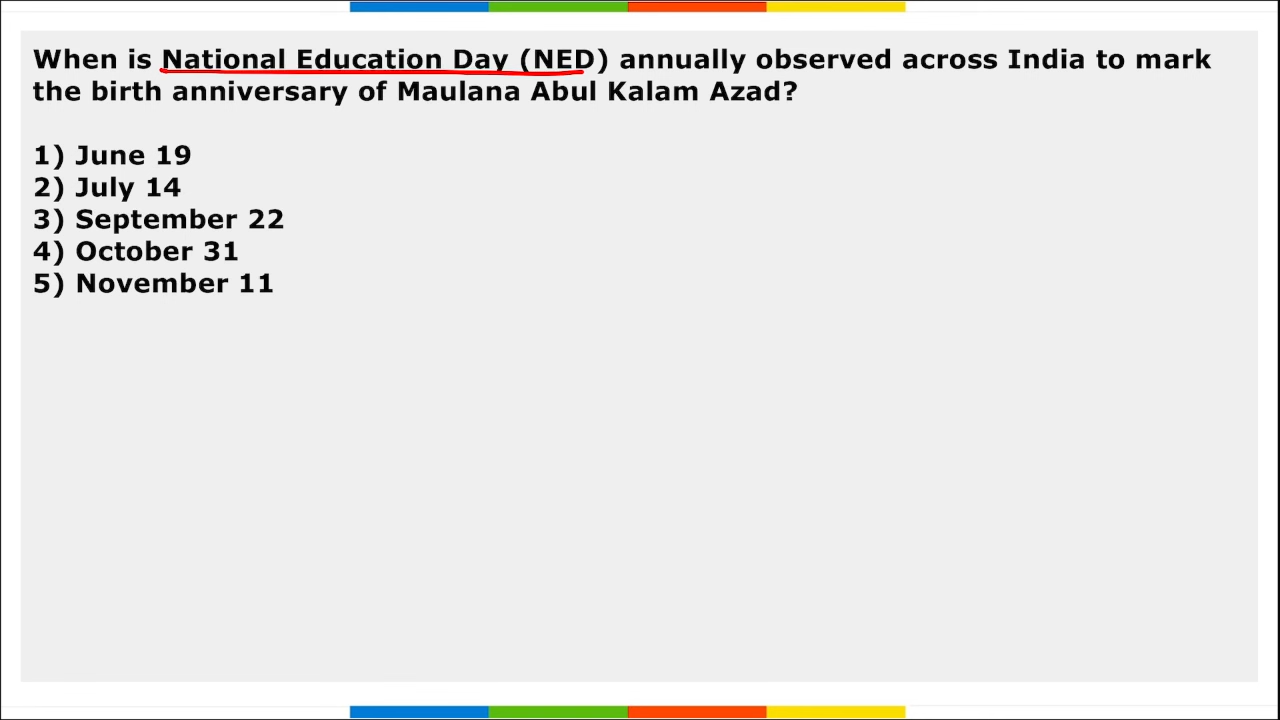 When is National Education Day (NED) annually observed across India to mark
the birth anniversary of Maulana Abul Kalam Azad?
1) June 19
2) July 14
3) September 22
4) October 31
5) November 11